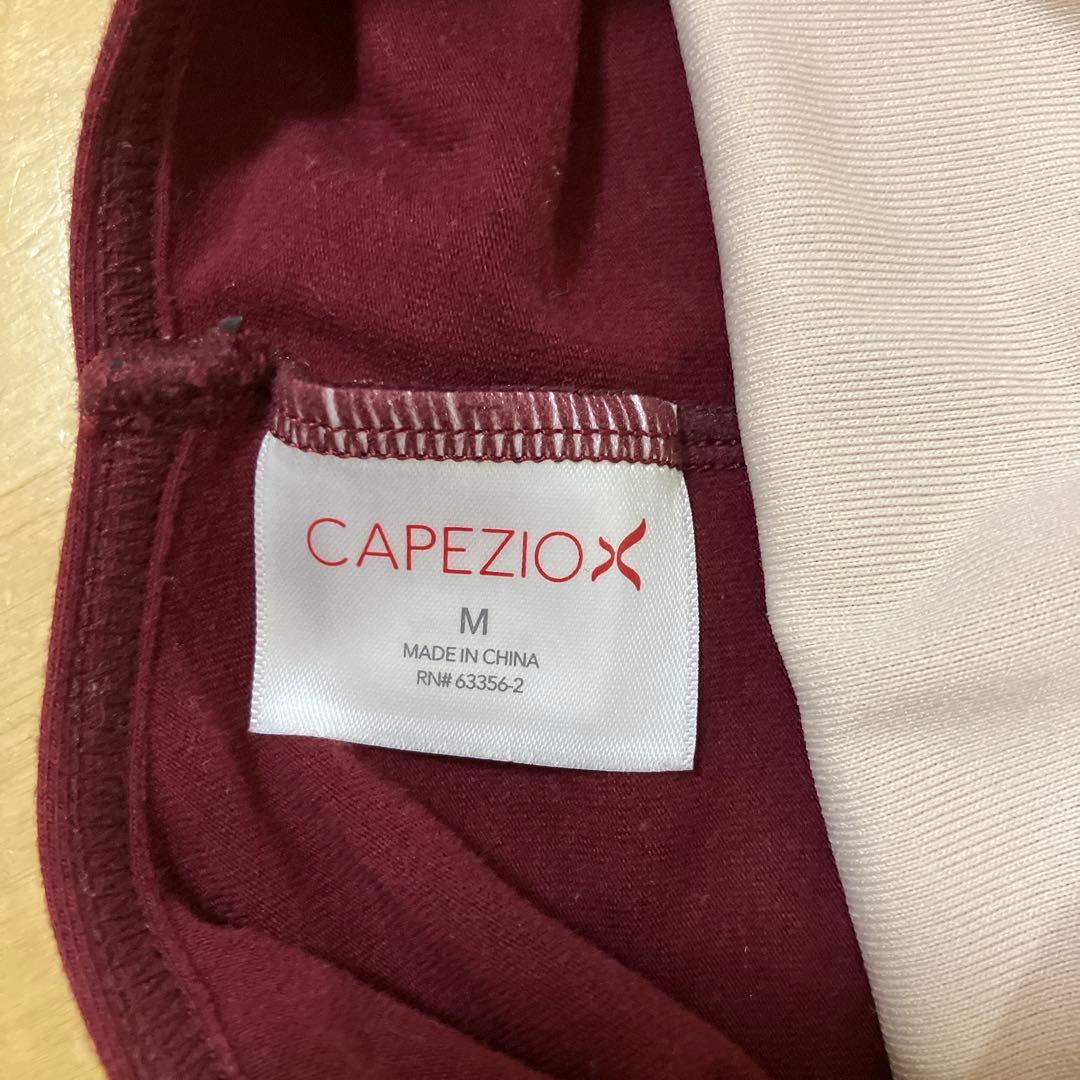 CAPEZIO
M
MADE IN CHINA
RN# 63356-2